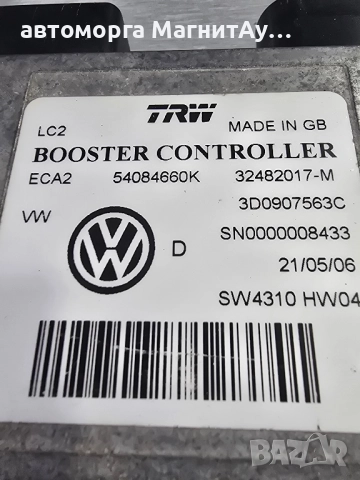 автоморга МагнитАу...
TRW
LC2
MADE IN GB
BOOSTER CONTROLLER
ECA2 54084660K 32482017-M
3D0907563C
VW
D
SN0000008433
21/05/06
SW4310 HW04
BAZAR